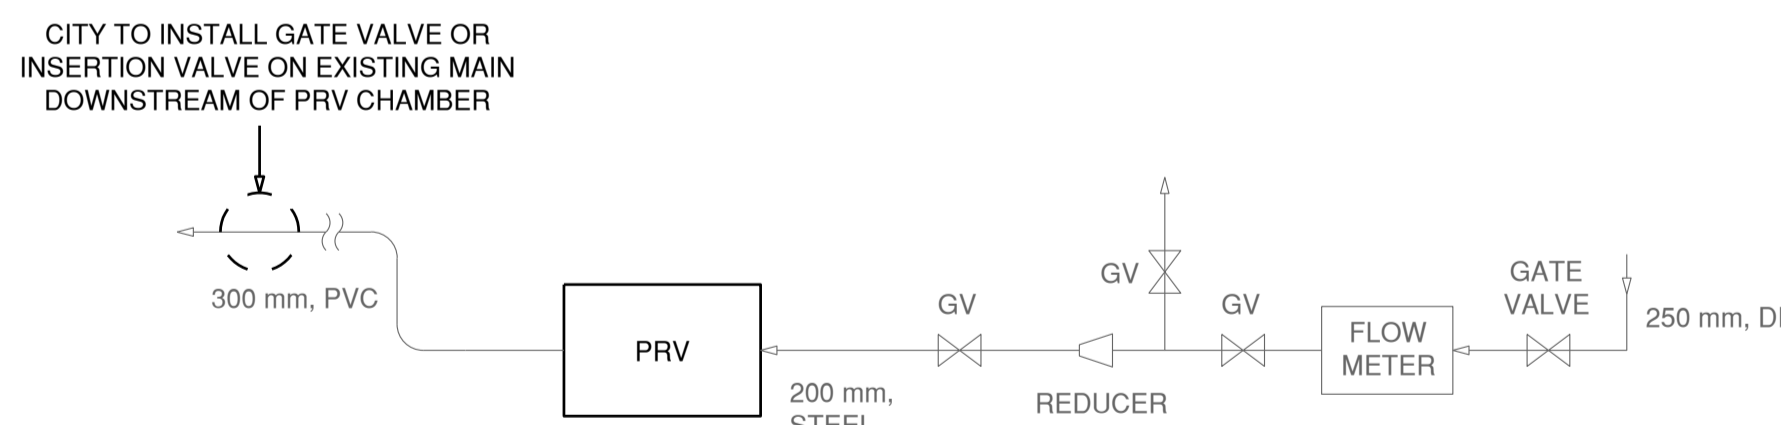 CITY TO INSTALL GATE VALVE OR
INSERTION VALVE ON EXISTING MAIN
DOWNSTREAM OF PRV CHAMBER
300 mm, PVC
PRV
200 mm,
STEEL
GV
REDUCER
GV
GV
FLOW
METER
GATE
VALVE
250 mm,